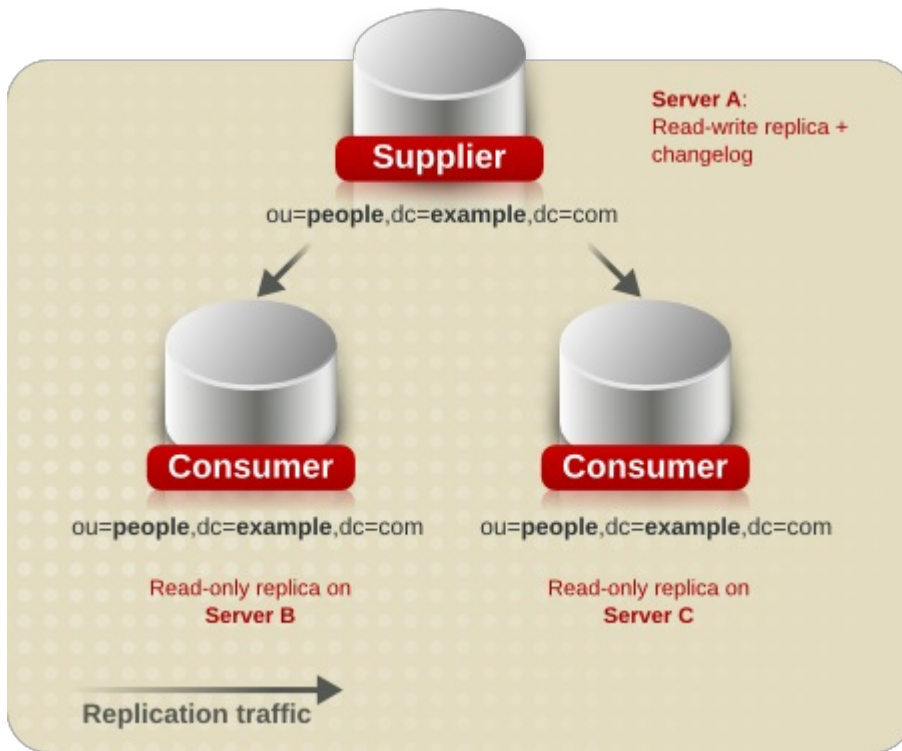 Server A:
Read-write replica +
changelog
Supplier
ou=people,dc=example,dc=com
Consumer
Consumer
ou=people,dc=example,dc=com
ou=people,dc=example,dc=com
Read-only replica on
Server B
Read-only replica on
Server C
Replication traffic